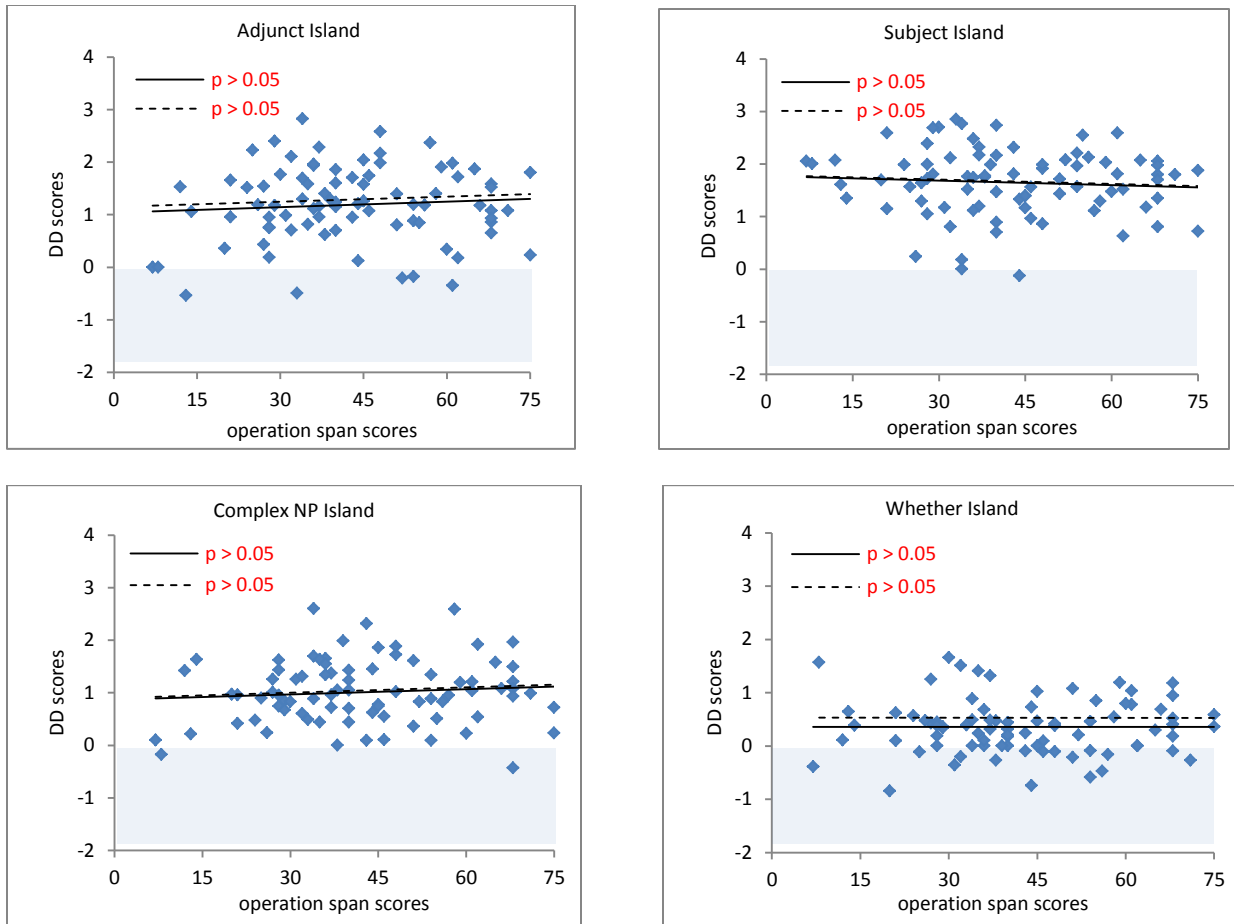 Adjunct Island
4
3
2
1
0
-1
-2
DD scores
p > 0.05
p > 0.05
0 15 30 45 60 75
operation span scores
Subject Island
4
3
2
1
0
-1
-2
DD scores
p > 0.05
p > 0.05
0 15 30 45 60 75
operation span scores
Complex NP Island
4
3
2
1
0
-1
-2
DD scores
p > 0.05
p > 0.05
0 15 30 45 60 75
operation span scores
Whether Island
4
3
2
1
0
-1
-2
DD scores
p > 0.05
p > 0.05
0 15 30 45 60 75
operation span scores